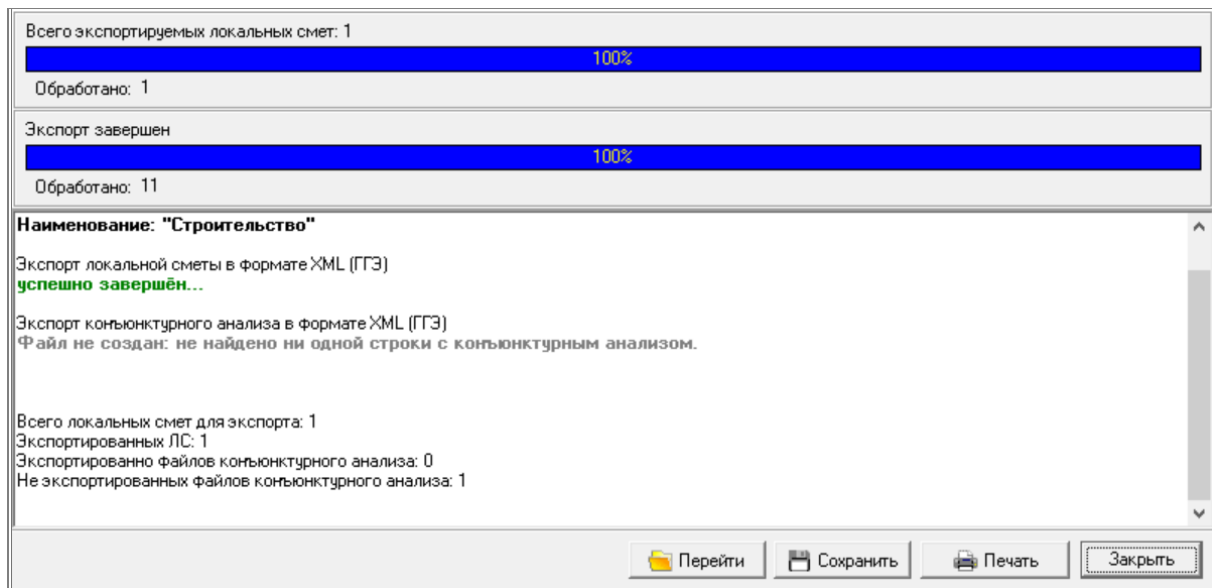 Всего экспортируемых локальных смет: 1
100%
Обработано: 1
Экспорт завершен
100%
Обработано: 11
Наименование: "Строительство"
Экспорт локальной сметы в формате XML (ГГЭ)
успешно завершён...
Экспорт конъюнктурного анализа в формате XML (ГГЭ)
Файл не создан: не найдено ни одной строки с конъюнктурным анализом.
Всего локальных смет для экспорта: 1
Экспортированных ЛС: 1
Экспортированно файлов конъюнктурного анализа: 0
Не экспортированных файлов конъюнктурного анализа: 1
Перейти Сохранить Печать Закрыть